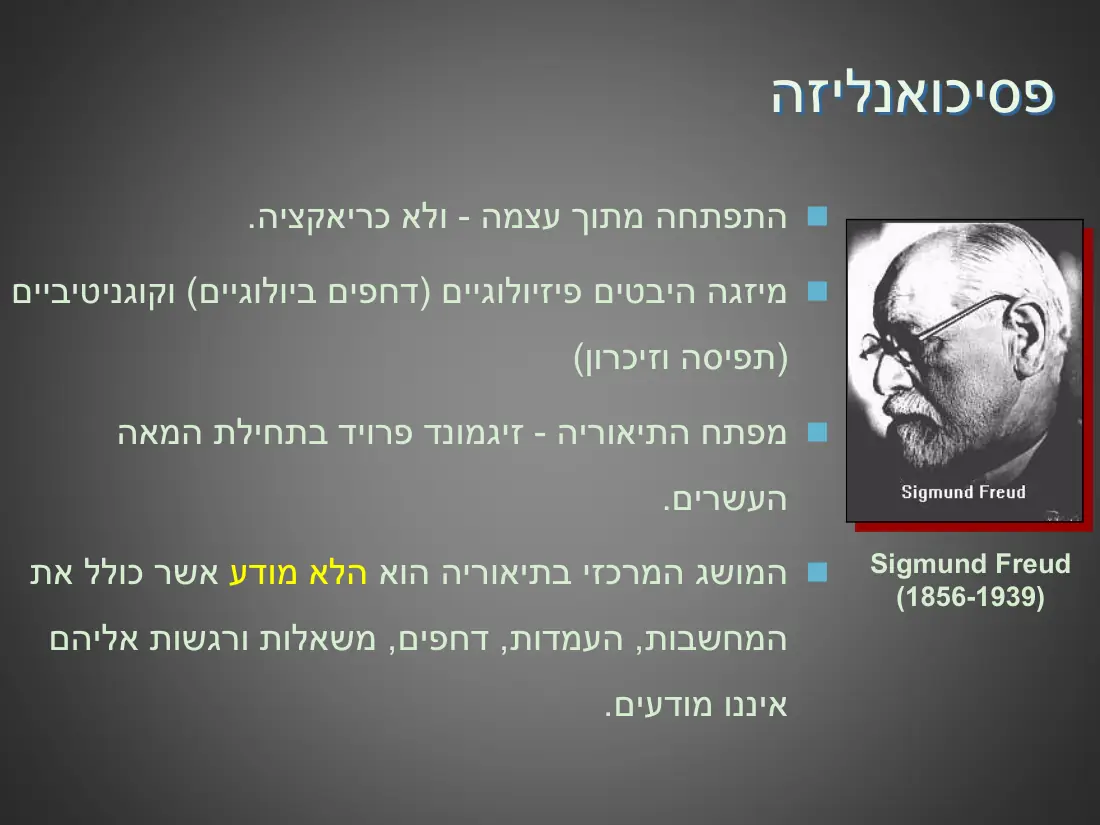 פסיכואנליזה
התפתחה מתוך עצמה - ולא כריאקציה.
מיזגה היבטים פיזיולוגיים (דחפים ביולוגיים) וקוגניטיביים
(תפיסה וזיכרון)
מפתח התיאוריה - זיגמונד פרויד בתחילת המאה
העשרים.
המושג המרכזי בתיאוריה הוא הלא מודע אשר כולל את
המחשבות, העמדות, דחפים, משאלות ורגשות אליהם
איננו מודעים.
Sigmund Freud
Sigmund Freud
(1856-1939)